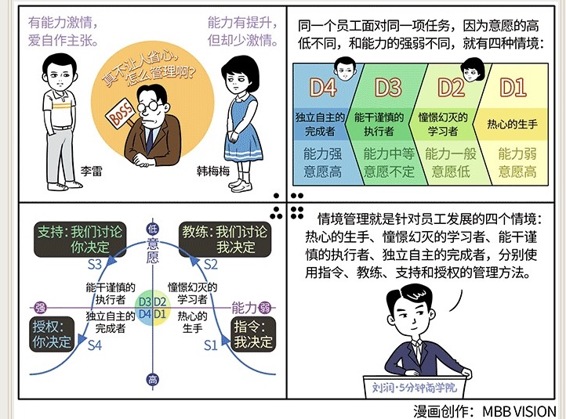 有能力激情，
爱自作主张。
能力有提升，
但却少激情。
真不让人省心，
怎么管理啊？
BOSS
李雷
韩梅梅
同一个员工面对同一项任务，因为意愿的高
低不同，和能力的强弱不同，就有四种情境：
D4
D3
D2
D1
独立自主的
完成者
能干谨慎的
执行者
憧憬幻灭的
学习者
热心的生手
能力强
意愿高
能力中等
意愿不定
能力一般
意愿低
能力弱
意愿高
支持：我们讨论
你决定
S3
低
意愿
教练：我们讨论
我决定
S2
能干谨慎的
执行者
憧憬幻灭的
学习者
强
D3
D2
能力
弱
D4
D1
授权：
你决定
S4
独立自主的
完成者
热心的
生手
S1
指令：
我决定
高
情境管理就是针对员工发展的四个情境：
热心的生手、憧憬幻灭的学习者、能干谨
慎的执行者、独立自主的完成者，分别使
用指令、教练、支持和授权的管理方法。
刘润·5分钟商学院
漫画创作：MBB VISION